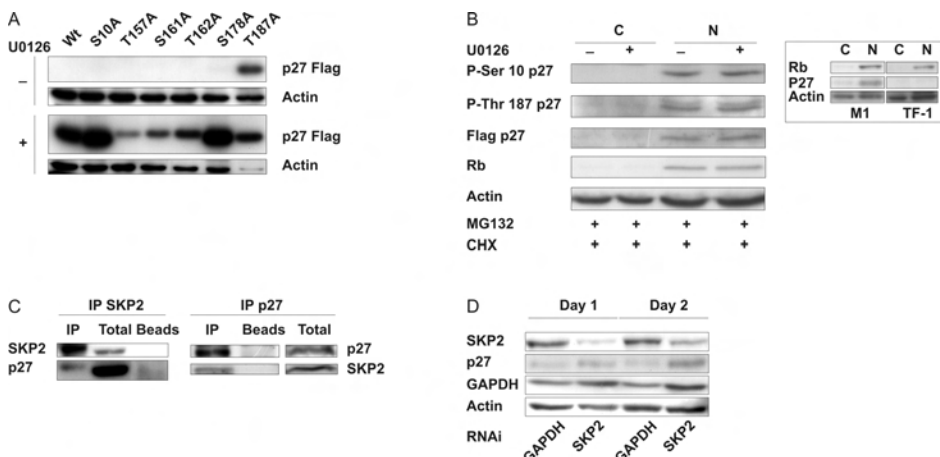 A
U0126
Wt S10A T157A S161A T162A S178A T187A
– p27 Flag
Actin
+ p27 Flag
Actin
B
C N
U0126 – + – +
P-Ser 10 p27
P-Thr 187 p27
Flag p27
Rb
Actin
MG132 + + + +
CHX + + + +
C N C N
Rb
P27
Actin
M1 TF-1
C
IP SKP2 IP p27
IP Total Beads IP Beads Total
SKP2 p27
p27 SKP2
D
Day 1 Day 2
SKP2
p27
GAPDH
Actin
RNAi GAPDH SKP2 GAPDH SKP2